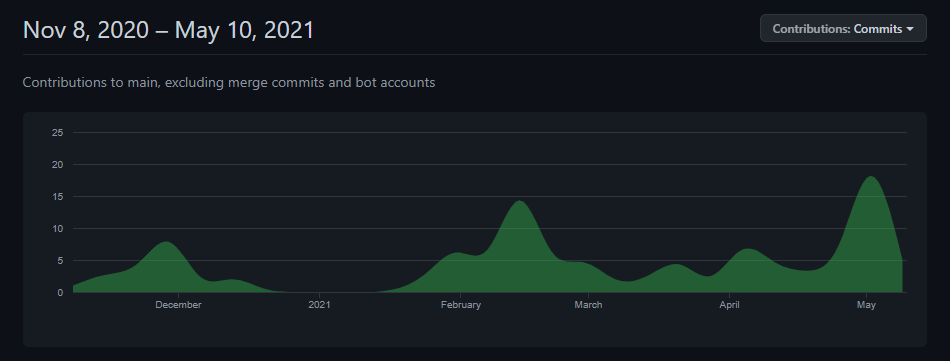 Nov 8, 2020 – May 10, 2021
Contributions: Commits
Contributions to main, excluding merge commits and bot accounts
25
20
15
10
5
0
December 2021 February March April May